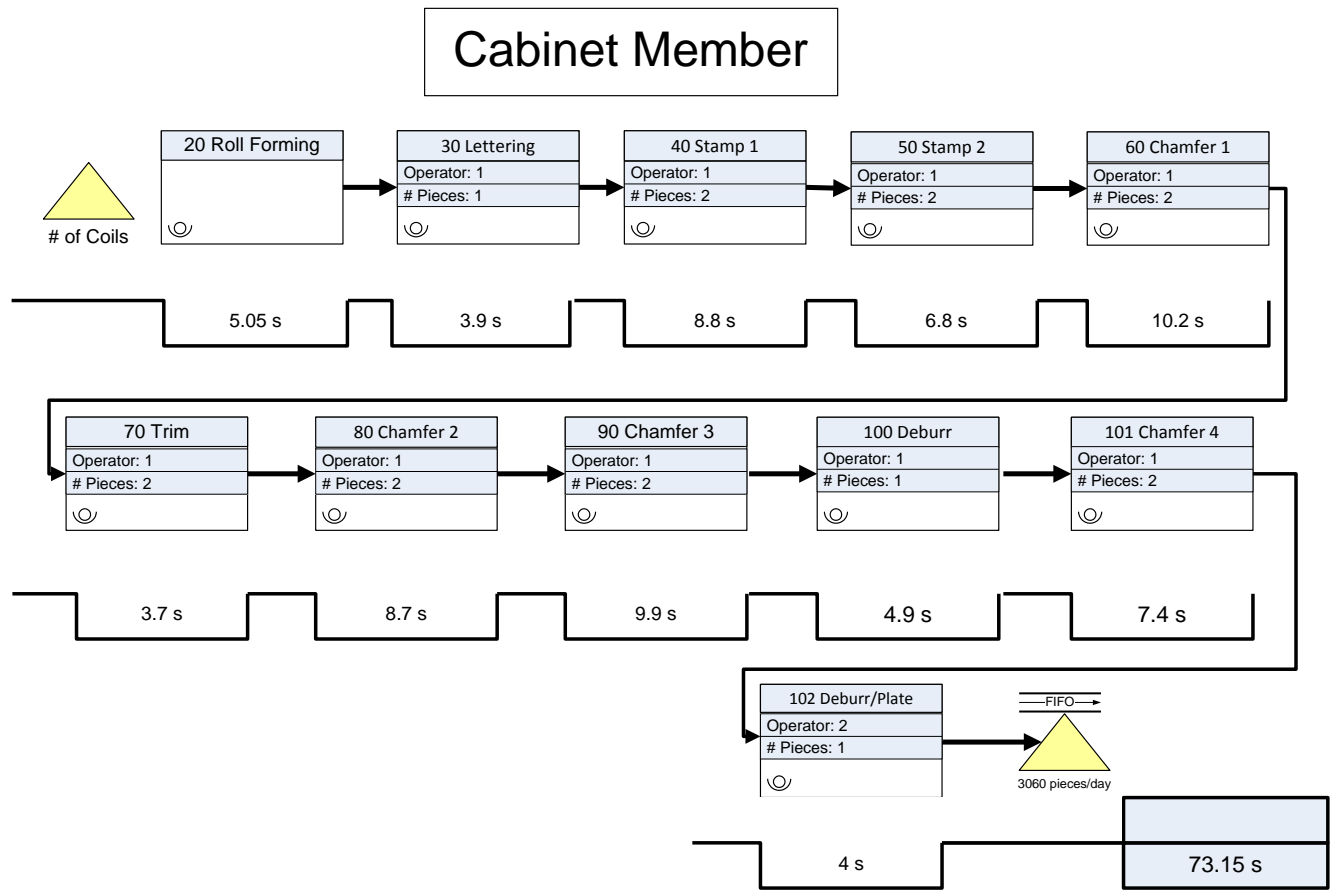 Cabinet Member
20 Roll Forming
30 Lettering
Operator: 1
# Pieces: 1
40 Stamp 1
Operator: 1
# Pieces: 2
50 Stamp 2
Operator: 1
# Pieces: 2
60 Chamfer 1
Operator: 1
# Pieces: 2
# of Coils
5.05 s
3.9 s
8.8 s
6.8 s
10.2 s
70 Trim
Operator: 1
# Pieces: 2
80 Chamfer 2
Operator: 1
# Pieces: 2
90 Chamfer 3
Operator: 1
# Pieces: 2
100 Deburr
Operator: 1
# Pieces: 1
101 Chamfer 4
Operator: 1
# Pieces: 2
3.7 s
8.7 s
9.9 s
4.9 s
7.4 s
102 Deburr/Plate
Operator: 2
# Pieces: 1
FIFO
3060 pieces/day
4 s
73.15 s